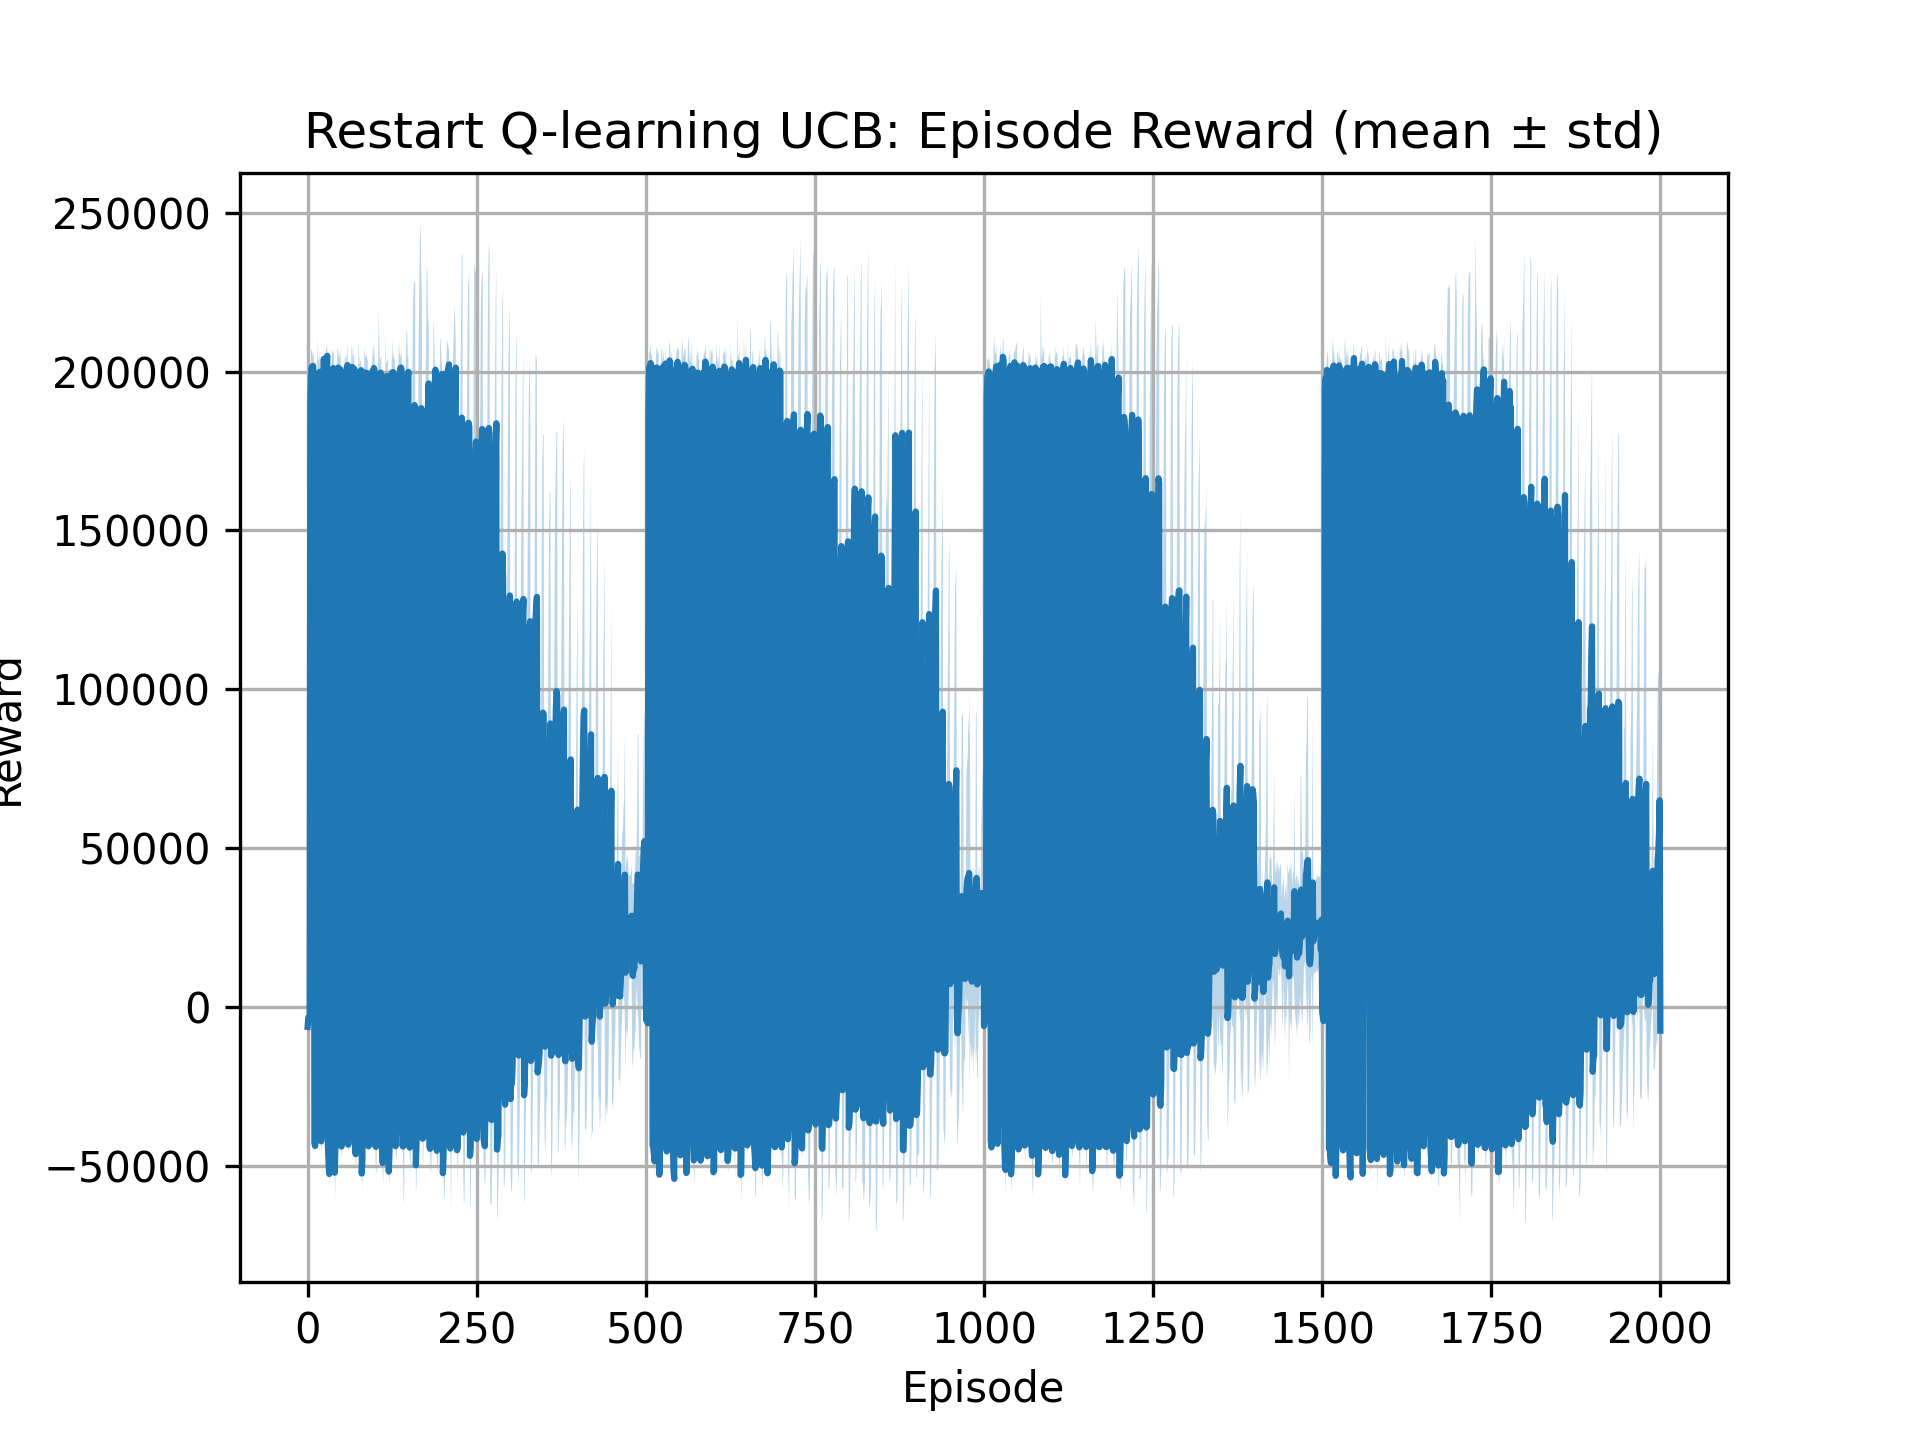 Restart Q-learning UCB: Episode Reward (mean ± std)
250000
200000
150000
100000
50000
0
−50000
Reward
0 250 500 750 1000 1250 1500 1750 2000
Episode